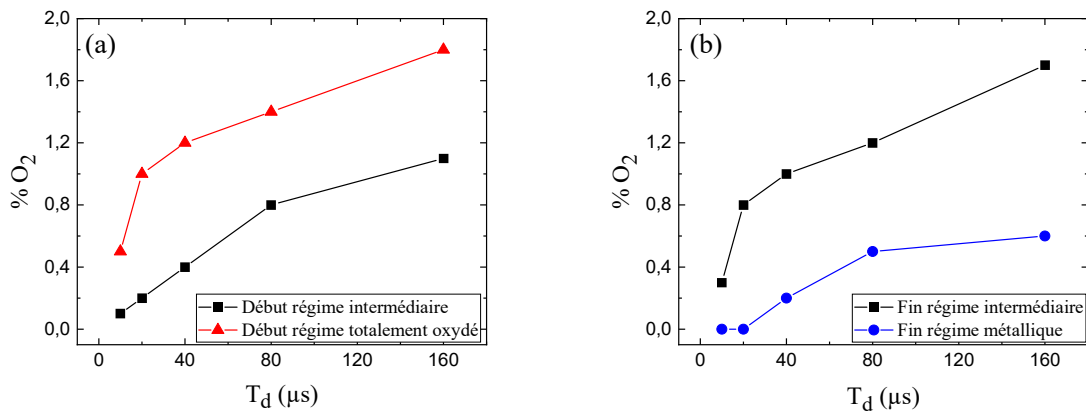 (a)
2,0
1,6
1,2
0,8
0,4
0,0
% O2
0 40 80 120 160
Td (µs)
Début régime intermédiaire
Début régime totalement oxydé
(b)
2,0
1,6
1,2
0,8
0,4
0,0
% O2
0 40 80 120 160
Td (µs)
Fin régime intermédiaire
Fin régime métallique